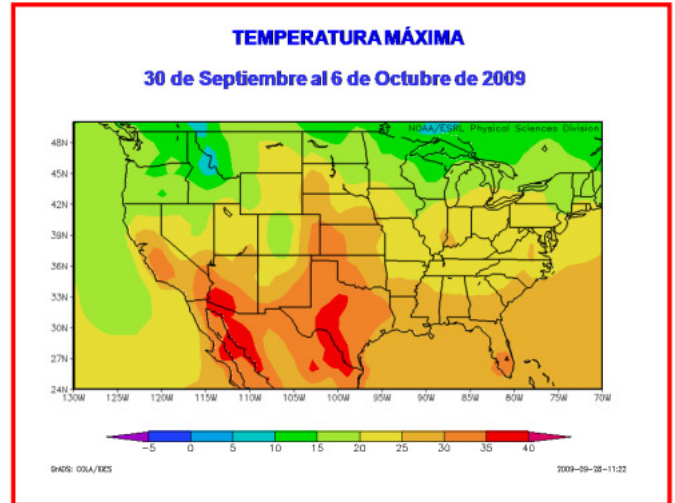 TEMPERATURA MÁXIMA
30 de Septiembre al 6 de Octubre de 2009
NOAA/ESRL Physical Sciences Division
48N
45N
42N
39N
36N
33N
30N
27N
24N
130W 125W 120W 115W 110W 105W 100W 95W 90W 85W 80W 75W 70W
-5 0 5 10 15 20 25 30 35 40
GrADS: COLA/IGES 2009-09-28-11:22